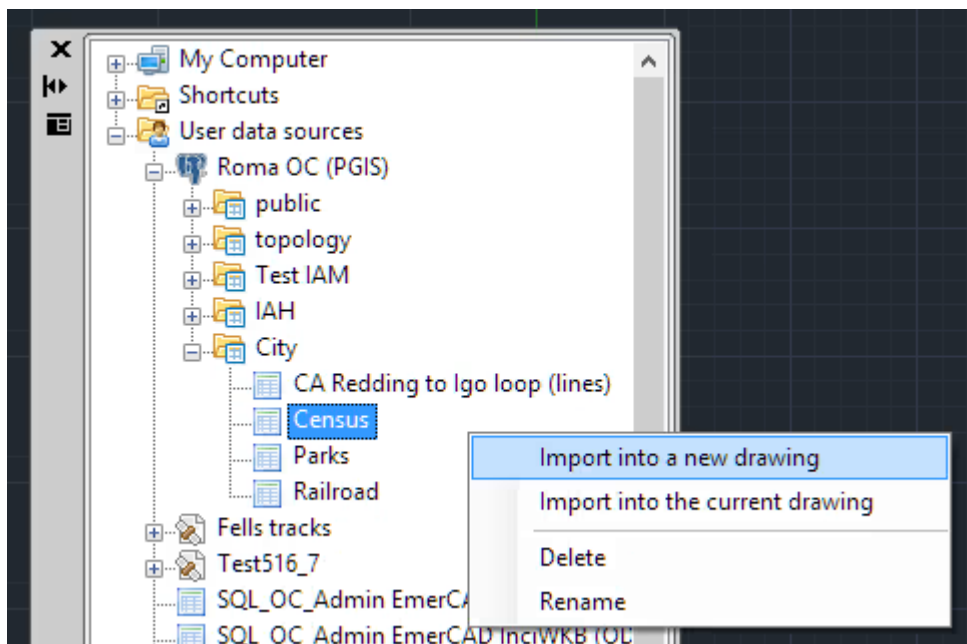 My Computer
Shortcuts
User data sources
Roma OC (PGIS)
public
topology
Test IAM
IAH
City
CA Redding to Igo loop (lines)
Census
Parks
Railroad
Fells tracks
Test516_7
SQL_OC_Admin
SQL_OC_Admin EmerCAD
Import into a new drawing
Import into the current drawing
Delete
Rename